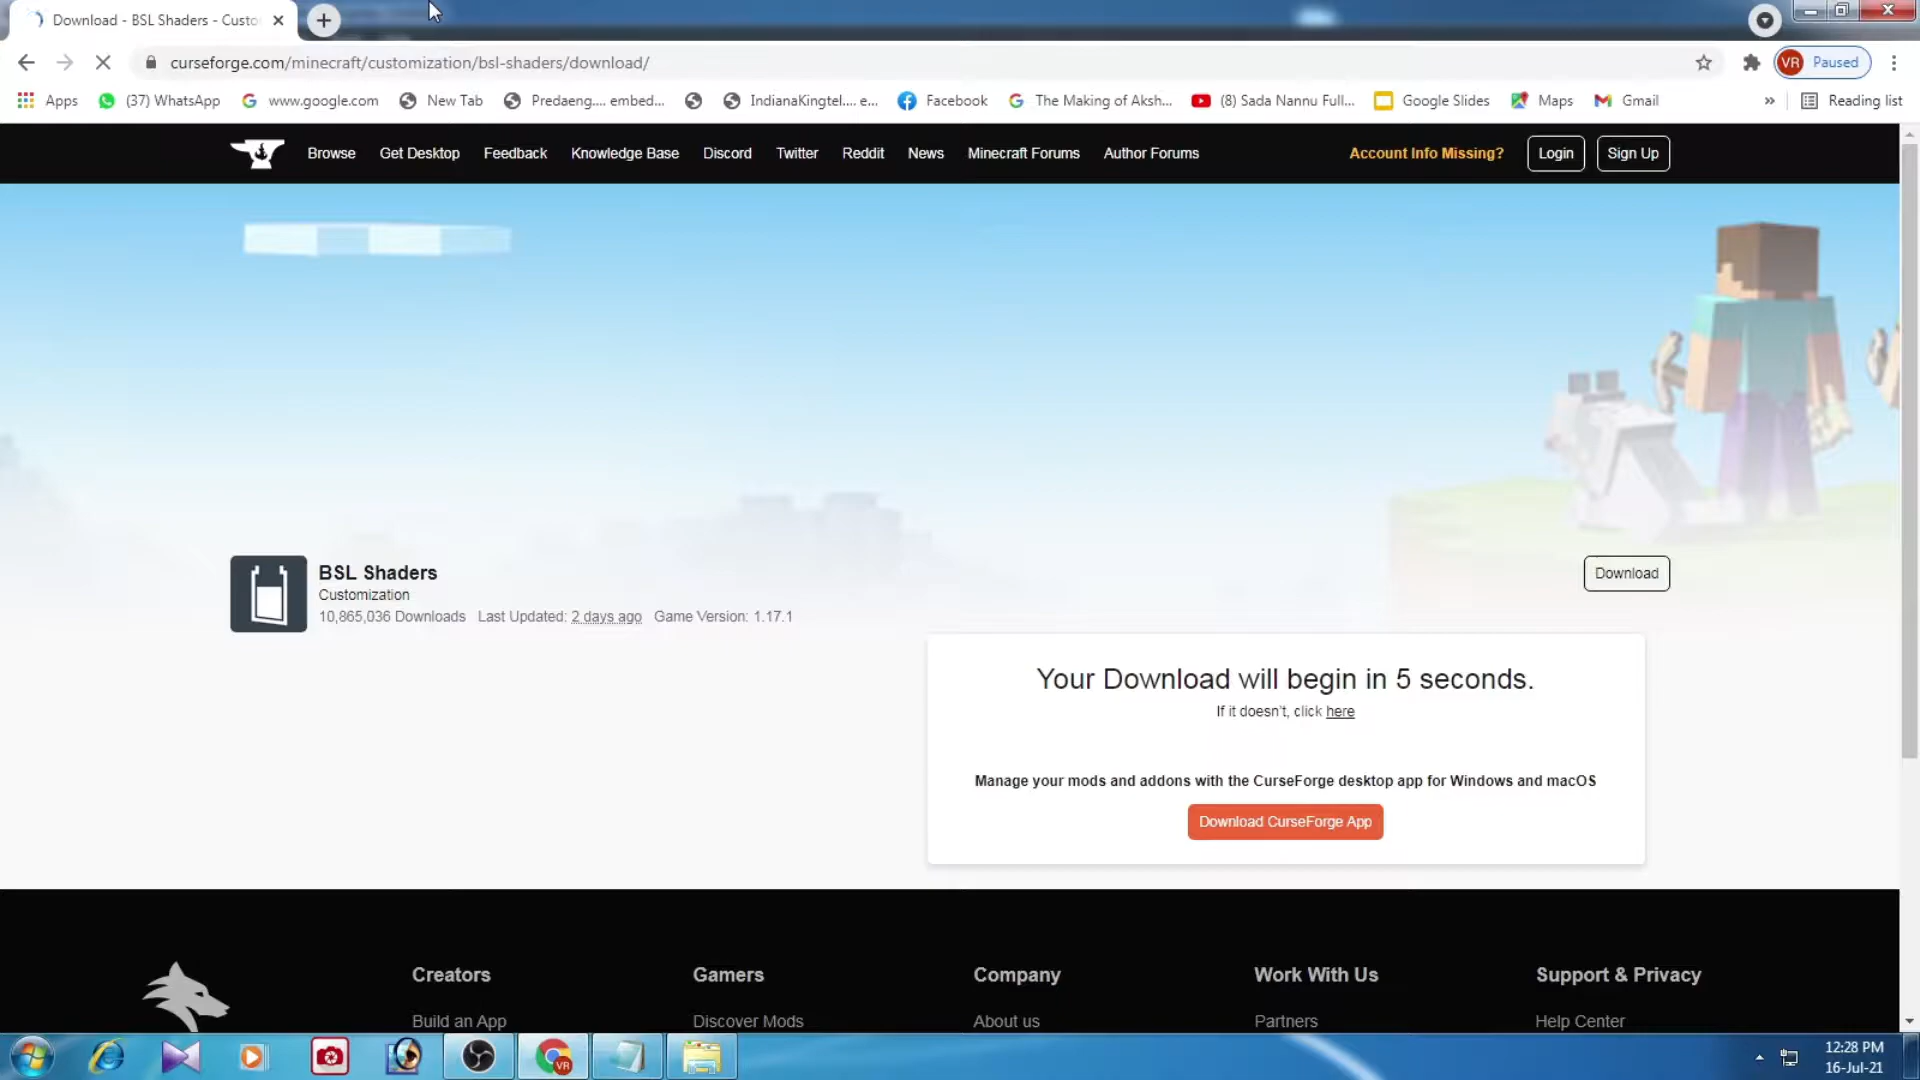 Download - BSL Shaders - Custo
curseforge.com/minecraft/customization/bsl-shaders/download/
VR Paused
Apps (37) WhatsApp www.google.com New Tab Predaeng.... embed... IndianaKingtel.... e... Facebook The Making of Aksh... (8) Sada Nannu Full... Google Slides Maps Gmail » Reading list
Browse Get Desktop Feedback Knowledge Base Discord Twitter Reddit News Minecraft Forums Author Forums Account Info Missing? Login Sign Up
BSL Shaders
Download
Customization
10,865,036 Downloads Last Updated: 2 days ago Game Version: 1.17.1
Your Download will begin in 5 seconds.
If it doesn't, click here
Manage your mods and addons with the CurseForge desktop app for Windows and macOS
Download CurseForge App
Creators Gamers Company Work With Us Support & Privacy
Build an App Discover Mods About us Partners Help Center
VR
12:28 PM
16-Jul-21